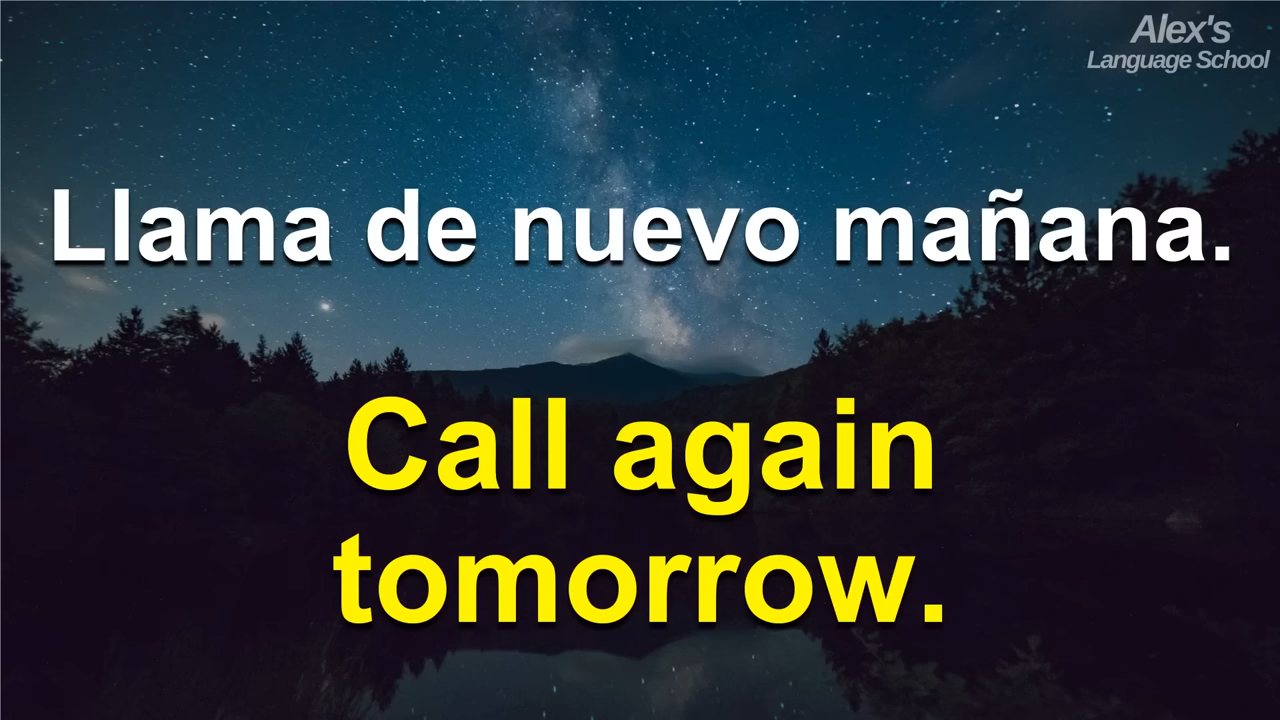 Alex's
Language School
Llama de nuevo mañana.
Call again
tomorrow.